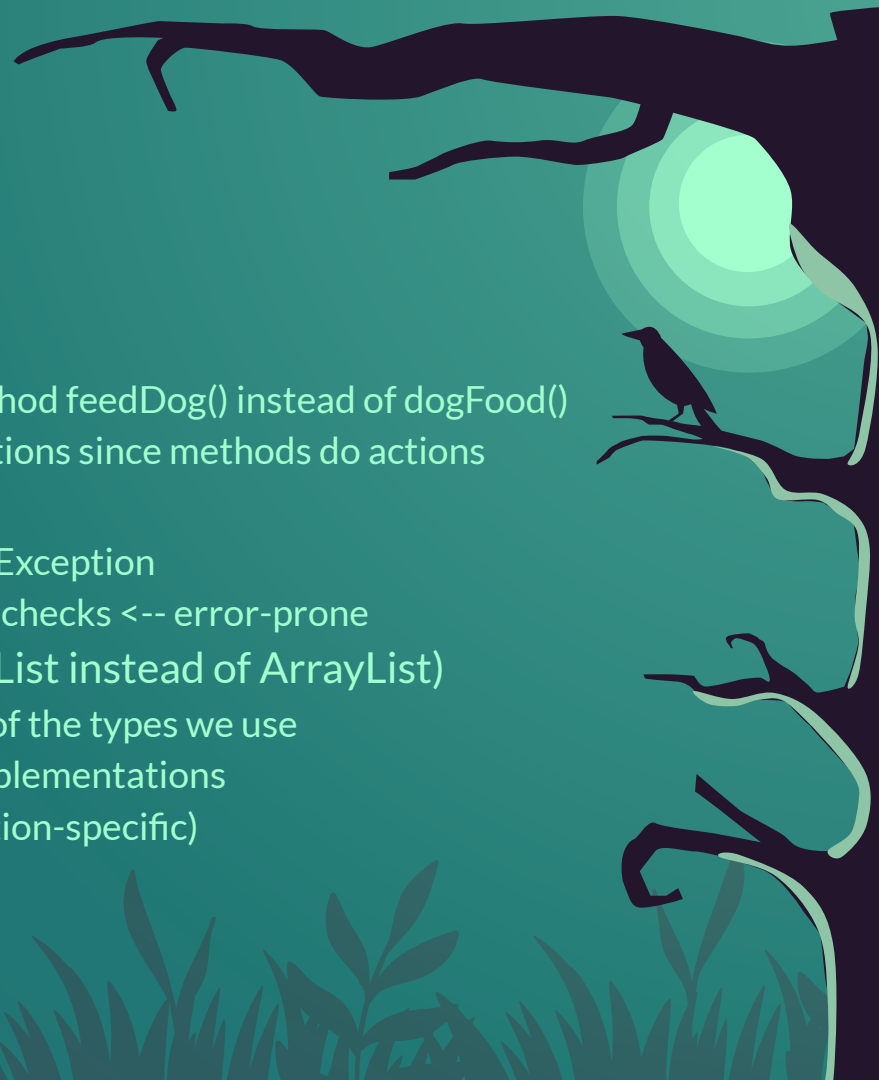 hod feedDog() instead of dogFood()
tions since methods do actions
Exception
checks <-- error-prone
List instead of ArrayList)
of the types we use
plementations
tion-specific)